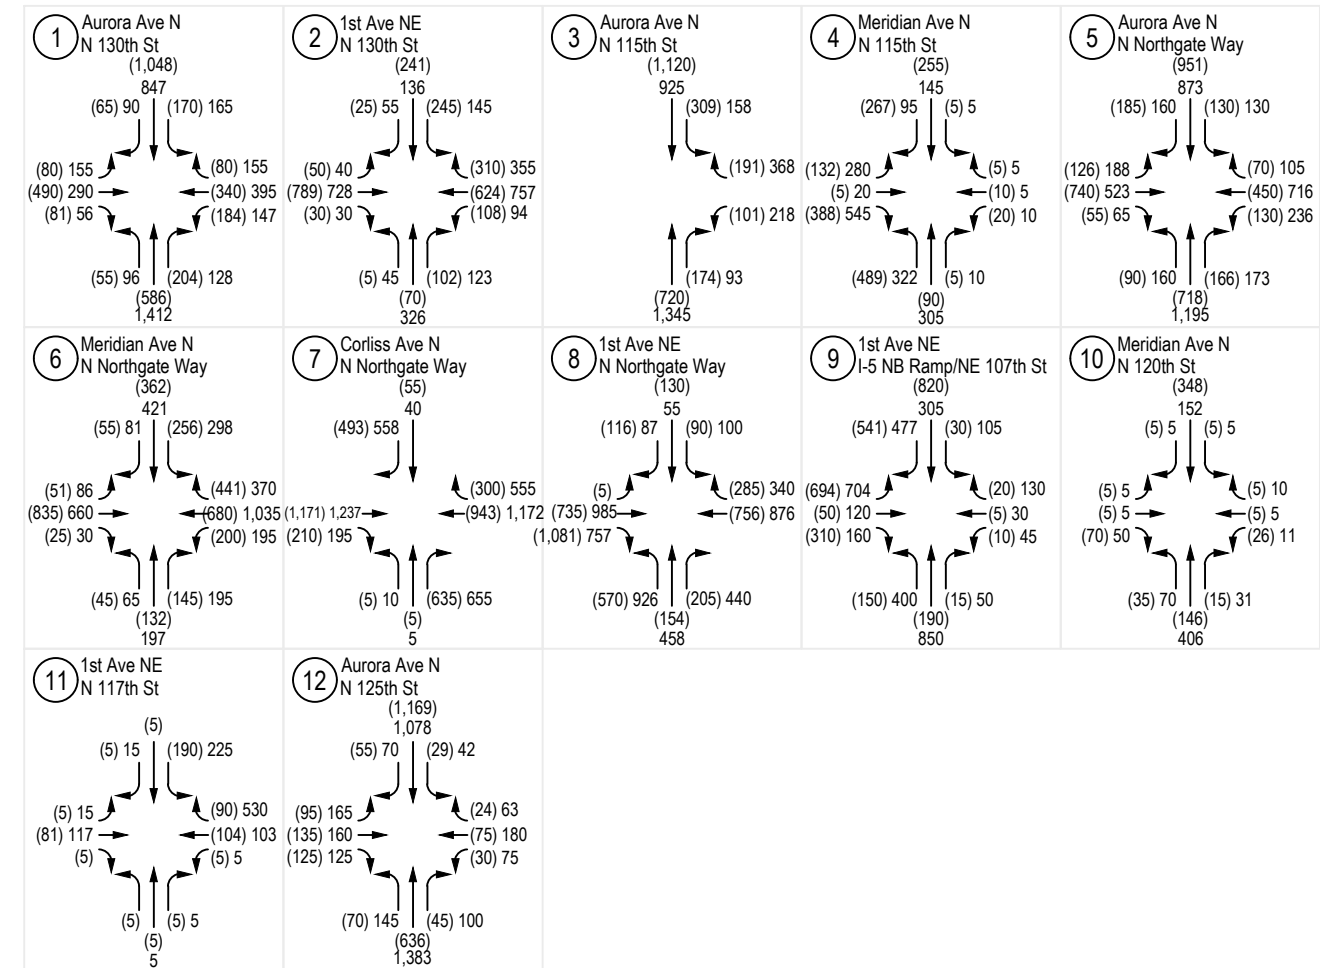 1 Aurora Ave N
N 130th St
(1,048)
847
(65) 90 (170) 165
(80) 155 (80) 155
(490) 290 (340) 395
(81) 56 (184) 147
(55) 96 (204) 128
(586)
1,412
2 1st Ave NE
N 130th St
(241)
136
(25) 55 (245) 145
(50) 40 (310) 355
(789) 728 (624) 757
(30) 30 (108) 94
(5) 45 (102) 123
(70)
326
3 Aurora Ave N
N 115th St
(1,120)
925
(309) 158
(191) 368
(101) 218
(174) 93
(720)
1,345
4 Meridian Ave N
N 115th St
(255)
145
(267) 95 (5) 5
(132) 280 (5) 5
(5) 20 (10) 5
(388) 545 (20) 10
(489) 322 (5) 10
(90)
305
5 Aurora Ave N
N Northgate Way
(951)
873
(185) 160 (130) 130
(126) 188 (70) 105
(740) 523 (450) 716
(55) 65 (130) 236
(90) 160 (166) 173
(718)
1,195
6 Meridian Ave N
N Northgate Way
(362)
421
(55) 81 (256) 298
(51) 86 (441) 370
(835) 660 (680) 1,035
(25) 30 (200) 195
(45) 65 (145) 195
(132)
197
7 Corliss Ave N
N Northgate Way
(55)
40
(493) 558
(300) 555
(1,171) 1,237 (943) 1,172
(210) 195
(5) 10 (635) 655
(5)
5
8 1st Ave NE
N Northgate Way
(130)
55
(116) 87 (90) 100
(5) (285) 340
(735) 985 (756) 876
(1,081) 757
(570) 926 (205) 440
(154)
458
9 1st Ave NE
I-5 NB Ramp/NE 107th St
(820)
305
(541) 477 (30) 105
(694) 704 (20) 130
(50) 120 (5) 30
(310) 160 (10) 45
(150) 400 (15) 50
(190)
850
10 Meridian Ave N
N 120th St
(348)
152
(5) 5 (5) 5
(5) 5 (5) 10
(5) 5 (5) 5
(70) 50 (26) 11
(35) 70 (15) 31
(146)
406
11 1st Ave NE
N 117th St
(5)
(5) 15 (190) 225
(5) 15 (90) 530
(81) 117 (104) 103
(5) (5) 5
(5) (5) 5
(5)
5
12 Aurora Ave N
N 125th St
(1,169)
1,078
(55) 70 (29) 42
(95) 165 (24) 63
(135) 160 (75) 180
(125) 125 (30) 75
(70) 145 (45) 100
(636)
1,383